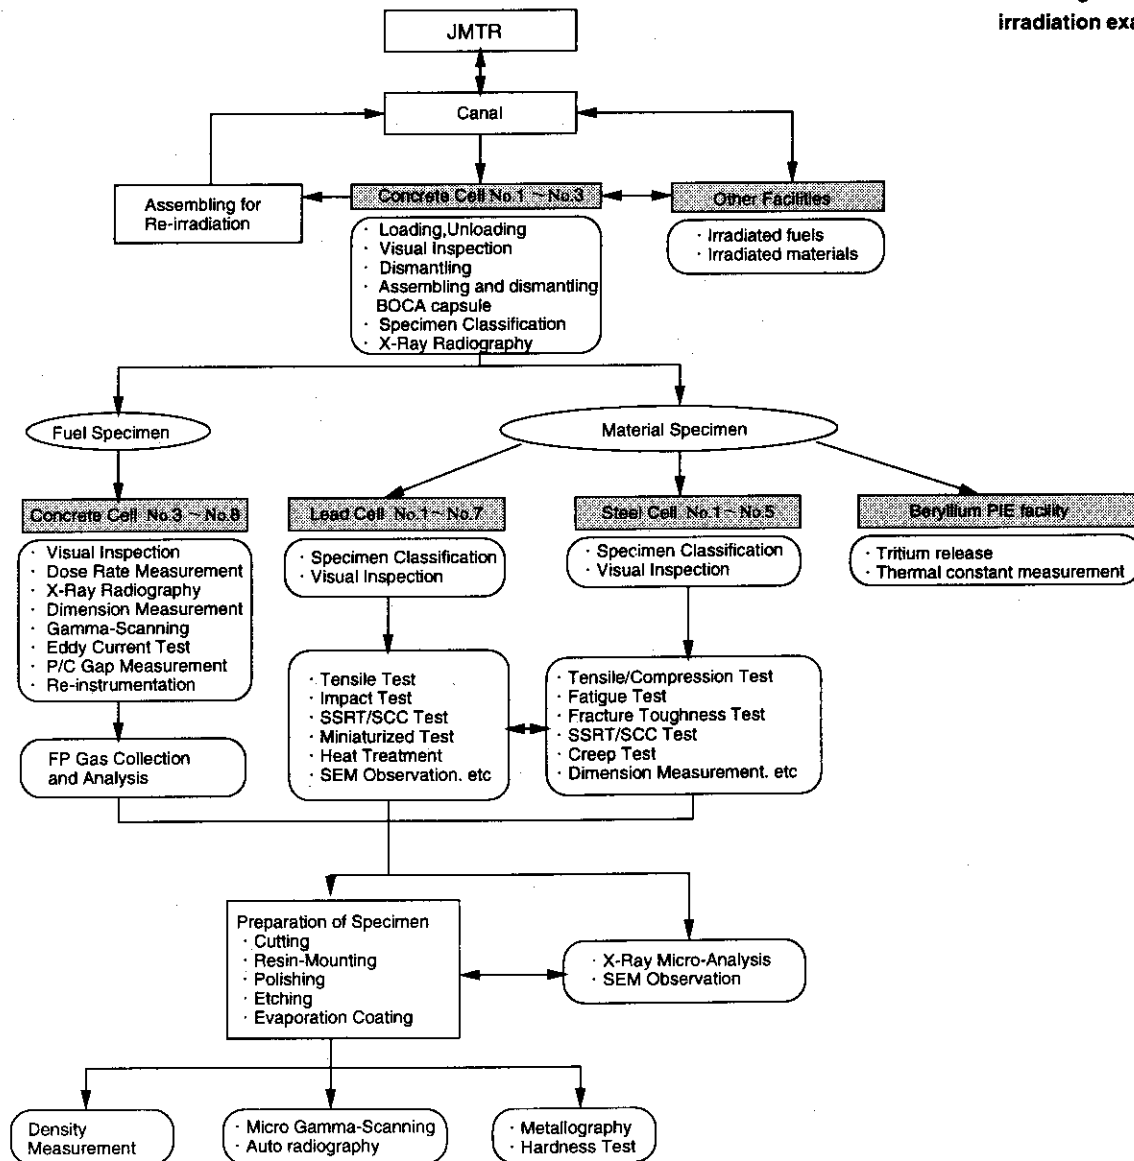 irradiation exa
JMTR
Canal
Assembling for
Re-irradiation
Concrete Cell No.1 ~ No.3
· Loading,Unloading
· Visual Inspection
· Dismantling
· Assembling and dismantling
BOCA capsule
· Specimen Classification
· X-Ray Radiography
Other Facilities
· Irradiated fuels
· Irradiated materials
Fuel Specimen
Material Specimen
Concrete Cell No.3 ~ No.8
· Visual Inspection
· Dose Rate Measurement
· X-Ray Radiography
· Dimension Measurement
· Gamma-Scanning
· Eddy Current Test
· P/C Gap Measurement
· Re-instrumentation
FP Gas Collection
and Analysis
Lead Cell No.1~ No.7
· Specimen Classification
· Visual Inspection
· Tensile Test
· Impact Test
· SSRT/SCC Test
· Miniaturized Test
· Heat Treatment
· SEM Observation. etc
Steel Cell No.1 ~ No.5
· Specimen Classification
· Visual Inspection
· Tensile/Compression Test
· Fatigue Test
· Fracture Toughness Test
· SSRT/SCC Test
· Creep Test
· Dimension Measurement. etc
Beryllium PIE facility
· Tritium release
· Thermal constant measurement
Preparation of Specimen
· Cutting
· Resin-Mounting
· Polishing
· Etching
· Evaporation Coating
· X-Ray Micro-Analysis
· SEM Observation
Density
Measurement
· Micro Gamma-Scanning
· Auto radiography
· Metallography
· Hardness Test